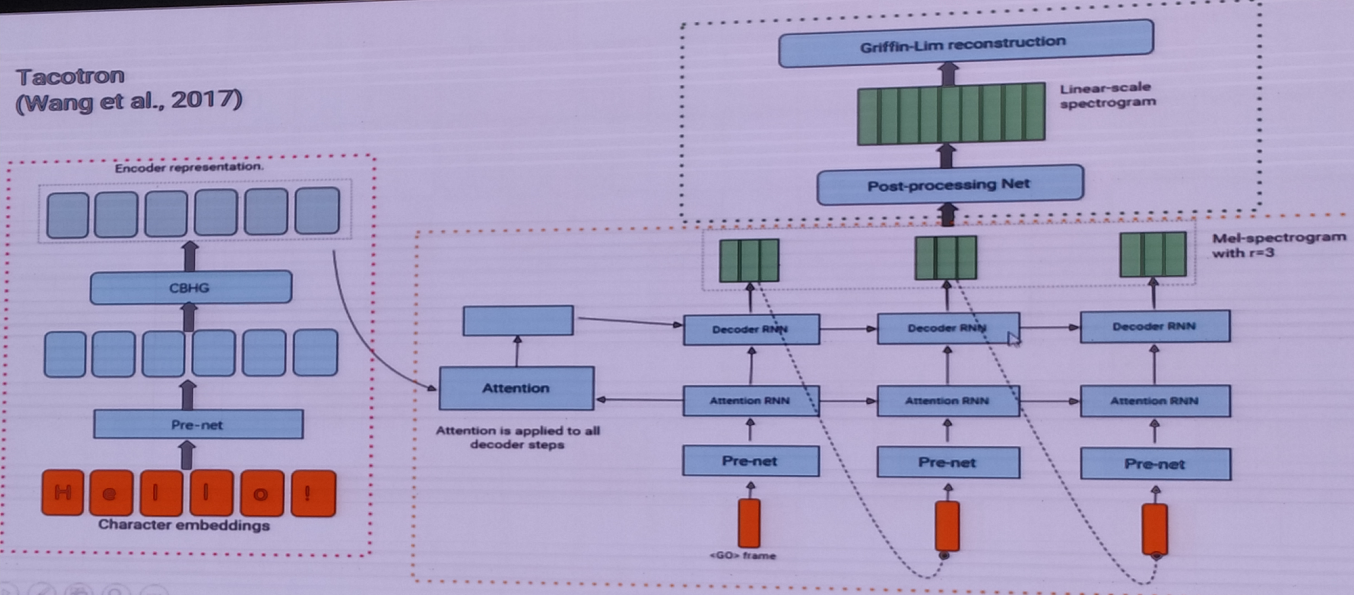 Tacotron
(Wang et al., 2017)
Griffin-Lim reconstruction
Linear-scale
spectrogram
Post-processing Net
Encoder representation.
CBHG
Pre-net
H e l l o !
Character embeddings
Mel-spectrogram
with r=3
Decoder RNN
Decoder RNN
Decoder RNN
Attention
Attention RNN
Attention RNN
Attention RNN
Attention is applied to all
decoder steps
Pre-net
Pre-net
Pre-net
<GO> frame